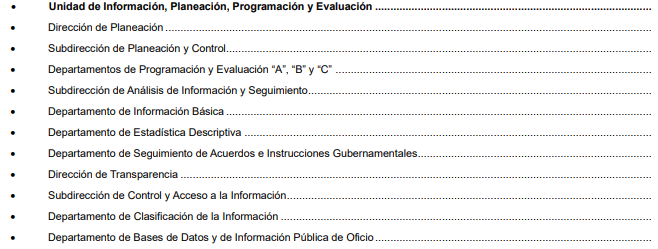 • Unidad de Información, Planeación, Programación y Evaluación ........................................................................
• Dirección de Planeación ........................................................................
• Subdirección de Planeación y Control........................................................................
• Departamentos de Programación y Evaluación “A”, “B” y “C” ........................................................................
• Subdirección de Análisis de Información y Seguimiento........................................................................
• Departamento de Información Básica ........................................................................
• Departamento de Estadística Descriptiva ........................................................................
• Departamento de Seguimiento de Acuerdos e Instrucciones Gubernamentales........................................................................
• Dirección de Transparencia ........................................................................
• Subdirección de Control y Acceso a la Información........................................................................
• Departamento de Clasificación de la Información ........................................................................
• Departamento de Bases de Datos y de Información Pública de Oficio ........................................................................